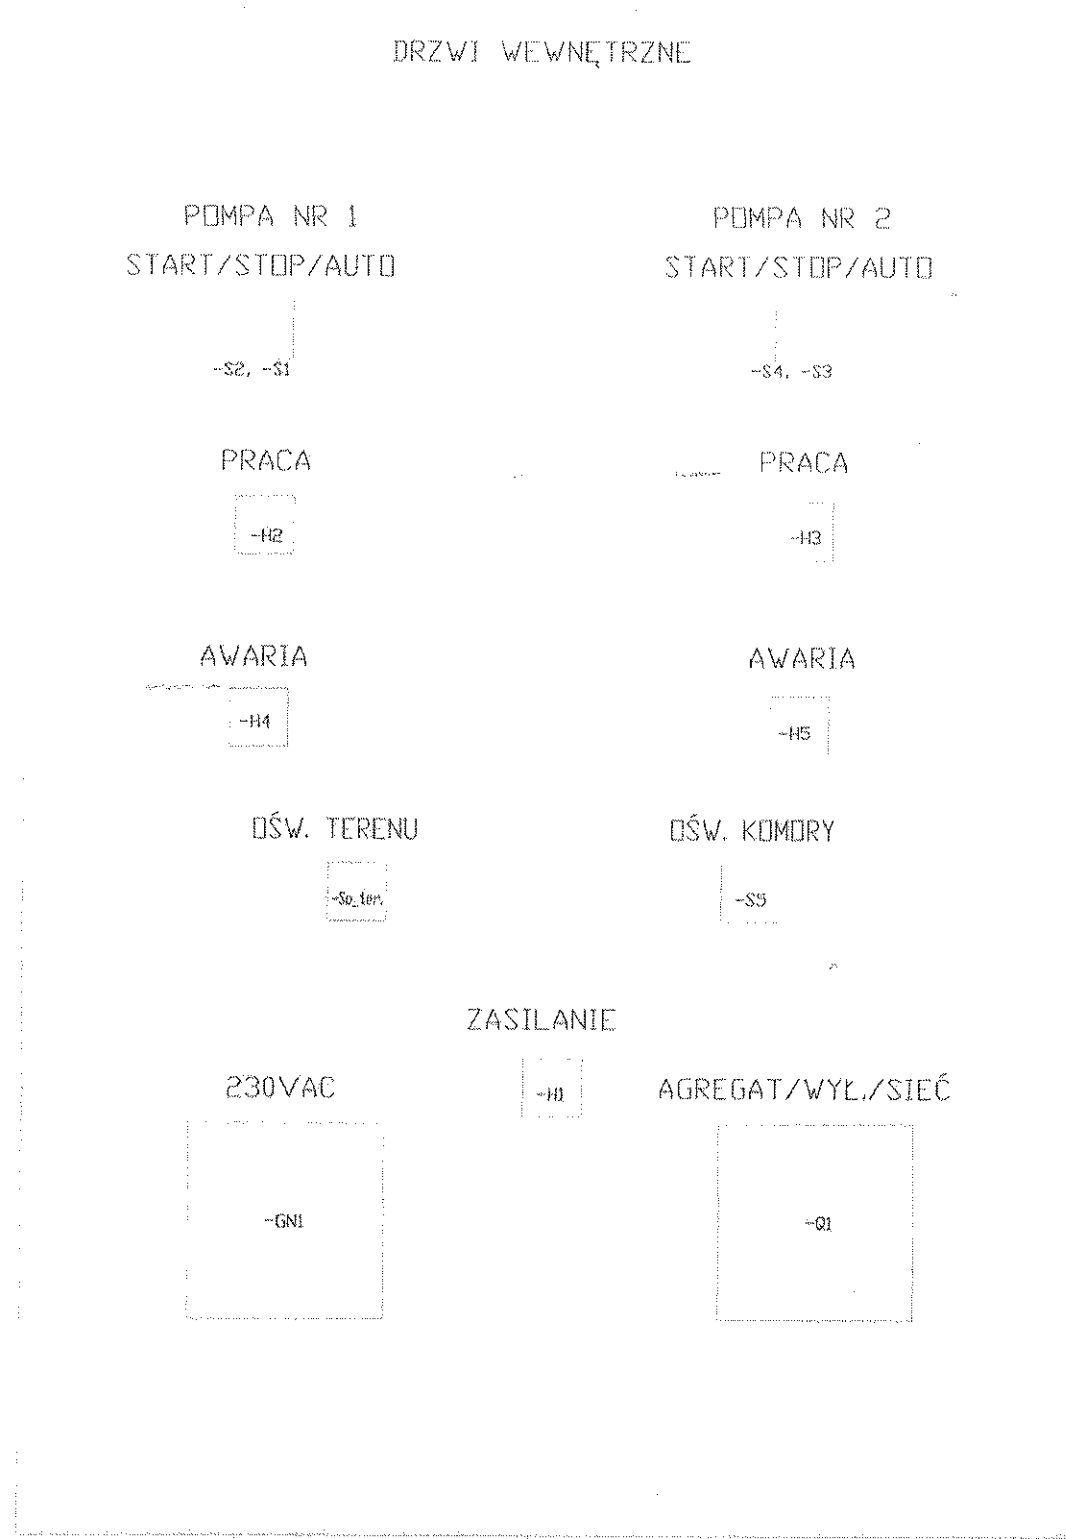 DRZWI WEWNĘTRZNE
POMPA NR 1
START/STOP/AUTO
-S2, -S1
POMPA NR 2
START/STOP/AUTO
-S4, -S3
PRACA
-H2
PRACA
-H3
AWARIA
-H4
AWARIA
-H5
OŚW. TERENU
-So_ter.
OŚW. KOMORY
-S5
ZASILANIE
-H1
230VAC
-GN1
AGREGAT/WYŁ./SIEĆ
-Q1